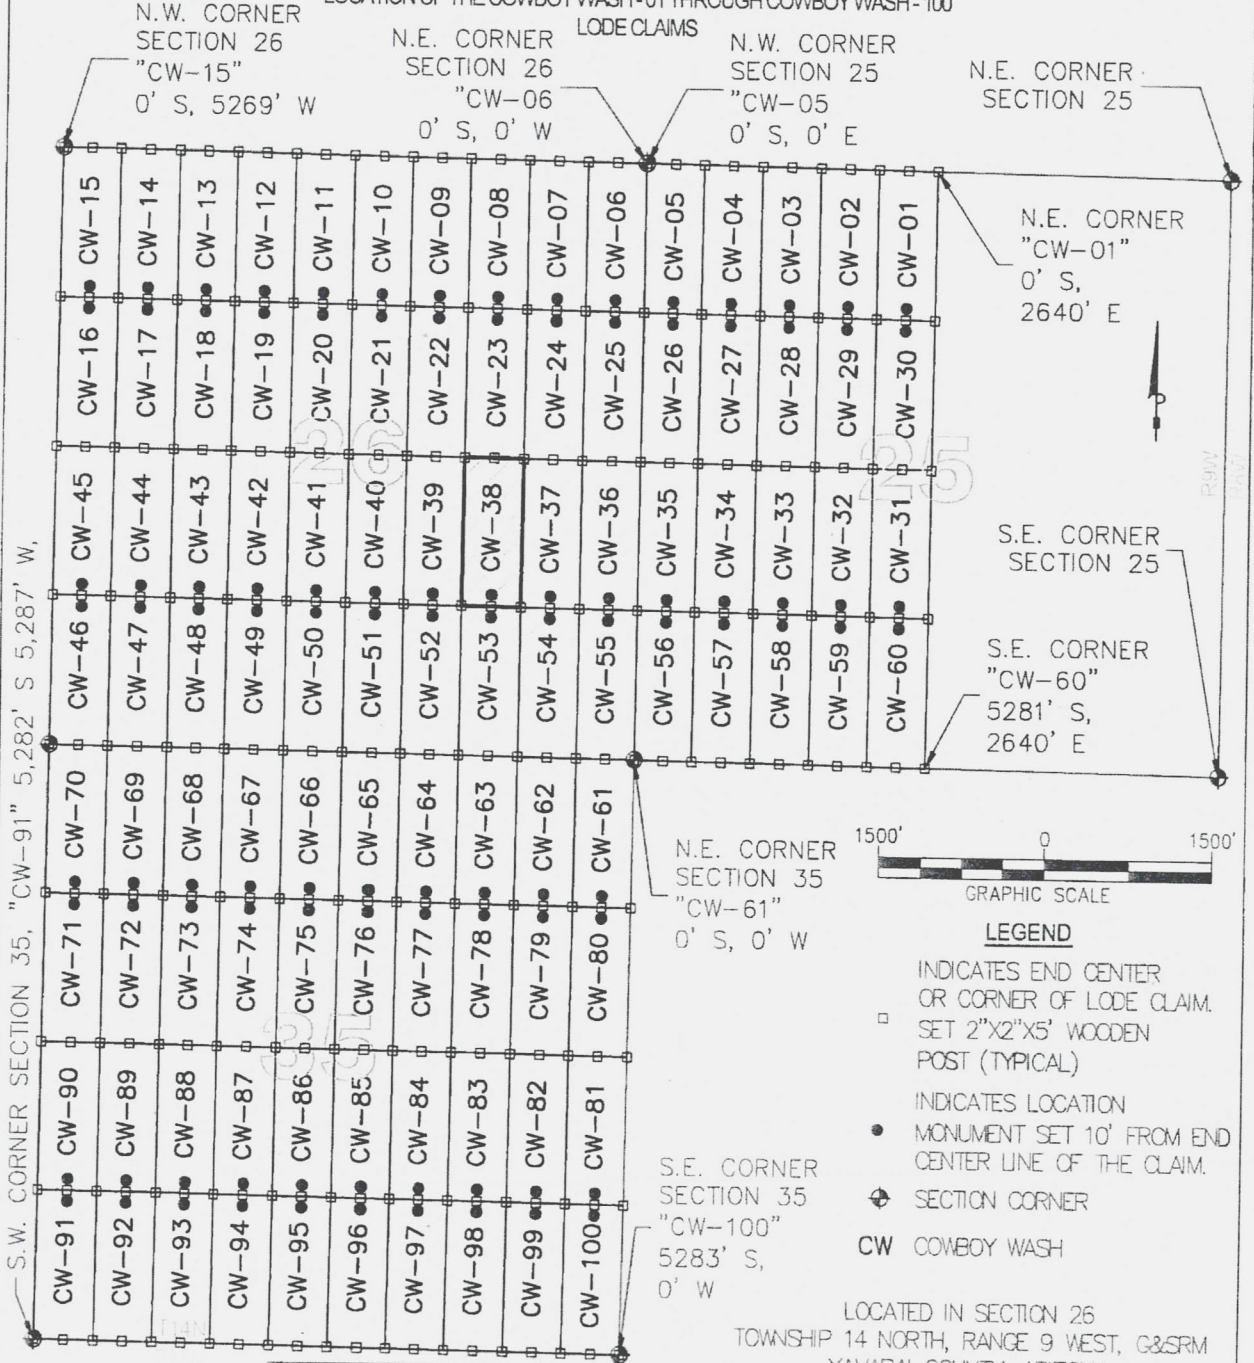 LOCATION OF THE COWBOY WASH - 01 THROUGH COWBOY WASH - 100
LODE CLAIMS
N.W. CORNER
SECTION 26
"CW-15"
0' S, 5269' W
N.E. CORNER
SECTION 26
"CW-06
0' S, 0' W
N.W. CORNER
SECTION 25
"CW-05
0' S, 0' E
N.E. CORNER
SECTION 25
CW-15 CW-14 CW-13 CW-12 CW-11 CW-10 CW-09 CW-08 CW-07 CW-06 CW-05 CW-04 CW-03 CW-02 CW-01
N.E. CORNER
"CW-01"
0' S,
2640' E
CW-16 CW-17 CW-18 CW-19 CW-20 CW-21 CW-22 CW-23 CW-24 CW-25 CW-26 CW-27 CW-28 CW-29 CW-30
26
25
R9W
R8W
CW-45 CW-44 CW-43 CW-42 CW-41 CW-40 CW-39 CW-38 CW-37 CW-36 CW-35 CW-34 CW-33 CW-32 CW-31
S.E. CORNER
SECTION 25
CW-46 CW-47 CW-48 CW-49 CW-50 CW-51 CW-52 CW-53 CW-54 CW-55 CW-56 CW-57 CW-58 CW-59 CW-60
S.E. CORNER
"CW-60"
5281' S,
2640' E
CW-70 CW-69 CW-68 CW-67 CW-66 CW-65 CW-64 CW-63 CW-62 CW-61
N.E. CORNER
SECTION 35
"CW-61"
0' S, 0' W
CW-71 CW-72 CW-73 CW-74 CW-75 CW-76 CW-77 CW-78 CW-79 CW-80
35
CW-90 CW-89 CW-88 CW-87 CW-86 CW-85 CW-84 CW-83 CW-82 CW-81
CW-91 CW-92 CW-93 CW-94 CW-95 CW-96 CW-97 CW-98 CW-99 CW-100
T14N
S.E. CORNER
SECTION 35
"CW-100"
5283' S,
0' W
S.W. CORNER SECTION 35, "CW-91" 5,282' S 5,287' W,
1500' 0 1500'
GRAPHIC SCALE
LEGEND
INDICATES END CENTER
OR CORNER OF LODE CLAIM.
SET 2"X2"X5' WOODEN
POST (TYPICAL)
INDICATES LOCATION
MONUMENT SET 10' FROM END
CENTER LINE OF THE CLAIM.
SECTION CORNER
CW COWBOY WASH
LOCATED IN SECTION 26
TOWNSHIP 14 NORTH, RANGE 9 WEST, G&SRM